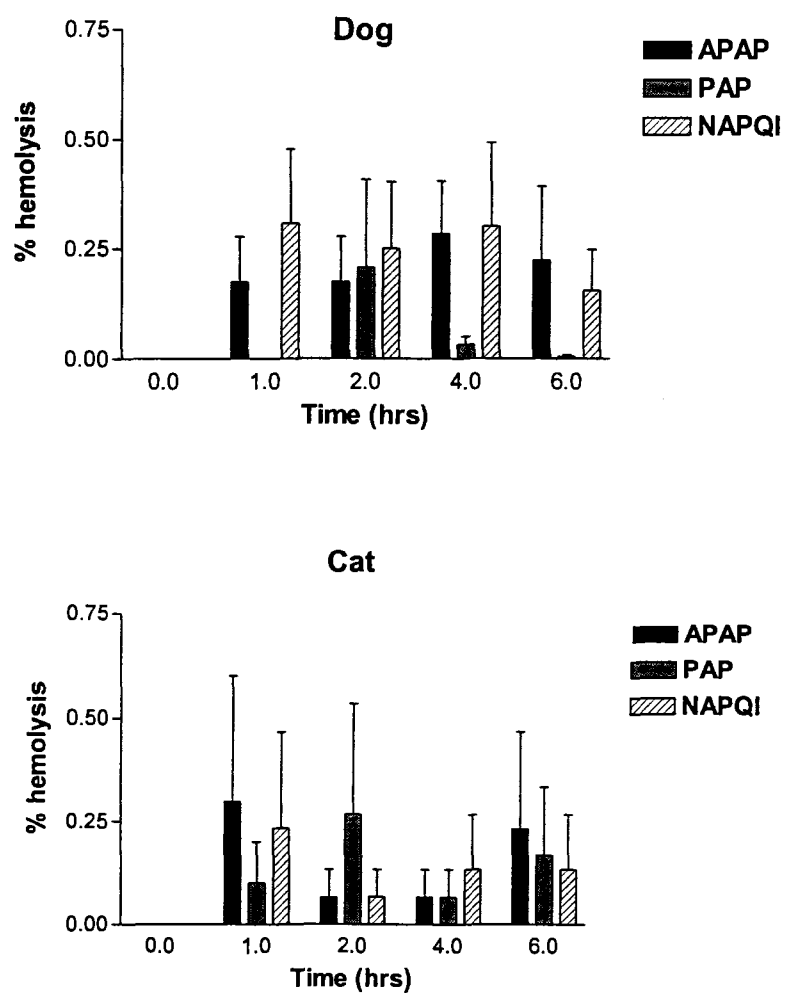 Dog
APAP
PAP
NAPQI
% hemolysis
0.75
0.50
0.25
0.00
0.0 1.0 2.0 4.0 6.0
Time (hrs)
Cat
APAP
PAP
NAPQI
% hemolysis
0.75
0.50
0.25
0.00
0.0 1.0 2.0 4.0 6.0
Time (hrs)